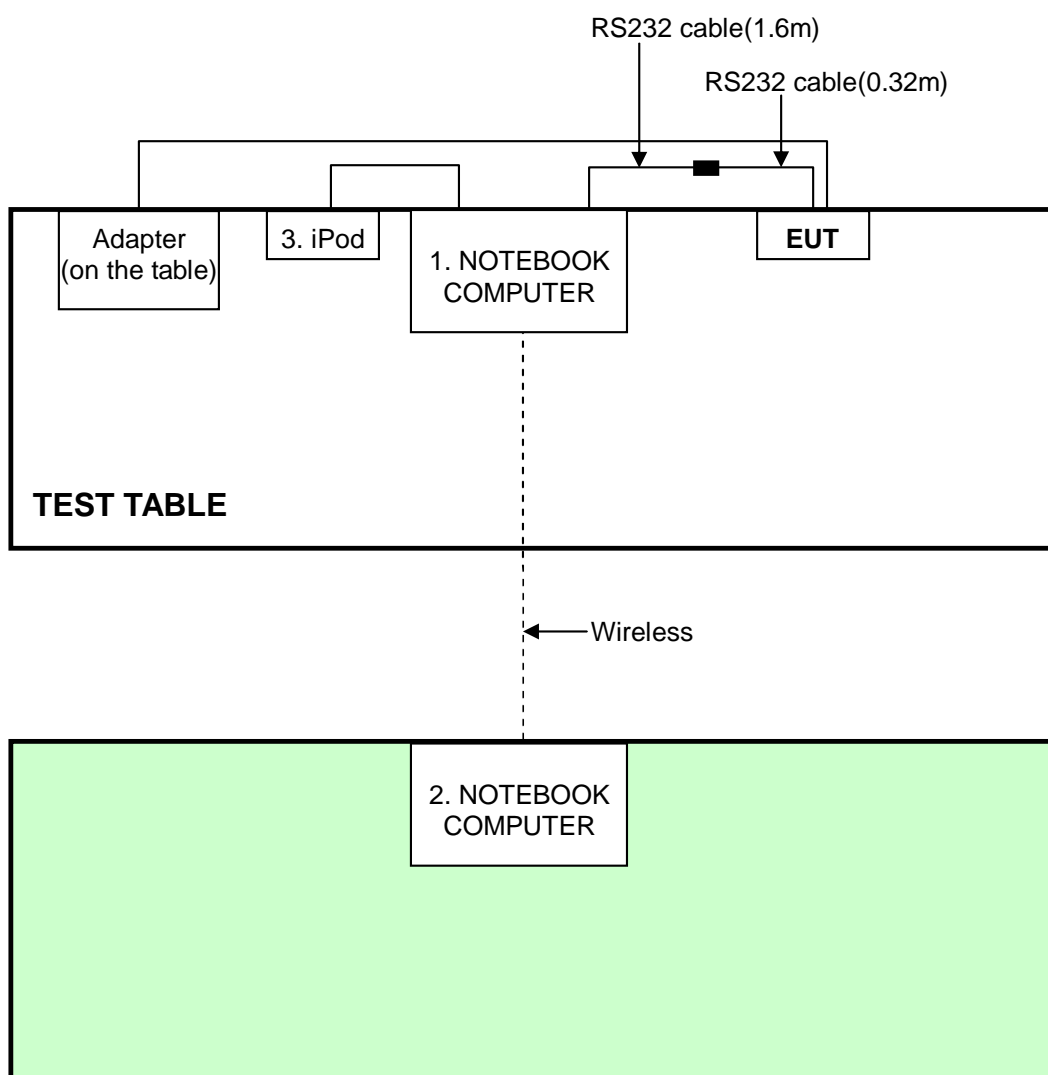 RS232 cable(1.6m)
RS232 cable(0.32m)
Adapter
(on the table)
3. iPod
1. NOTEBOOK
COMPUTER
EUT
TEST TABLE
Wireless
2. NOTEBOOK
COMPUTER